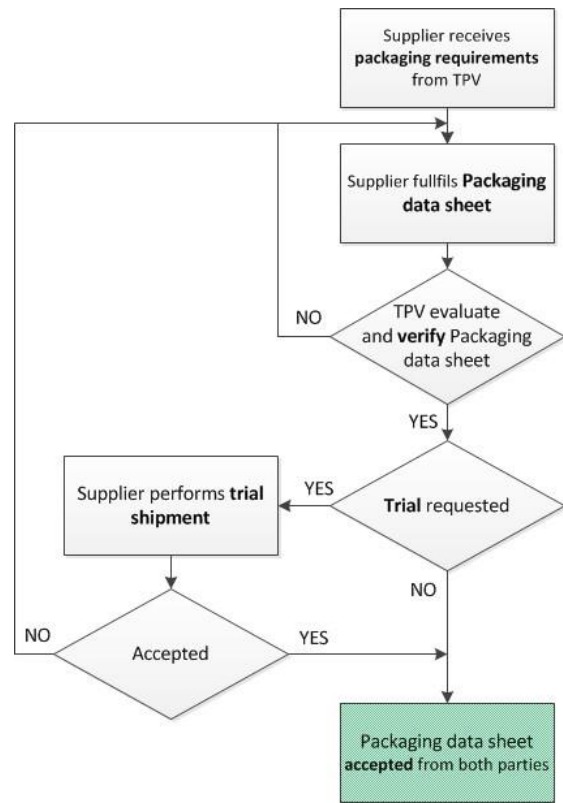 Supplier receives
packaging requirements
from TPV
Supplier fullfils Packaging
data sheet
TPV evaluate
and verify Packaging
data sheet
NO
YES
Trial requested
YES
Supplier performs trial
shipment
NO
Accepted
NO
YES
Packaging data sheet
accepted from both parties